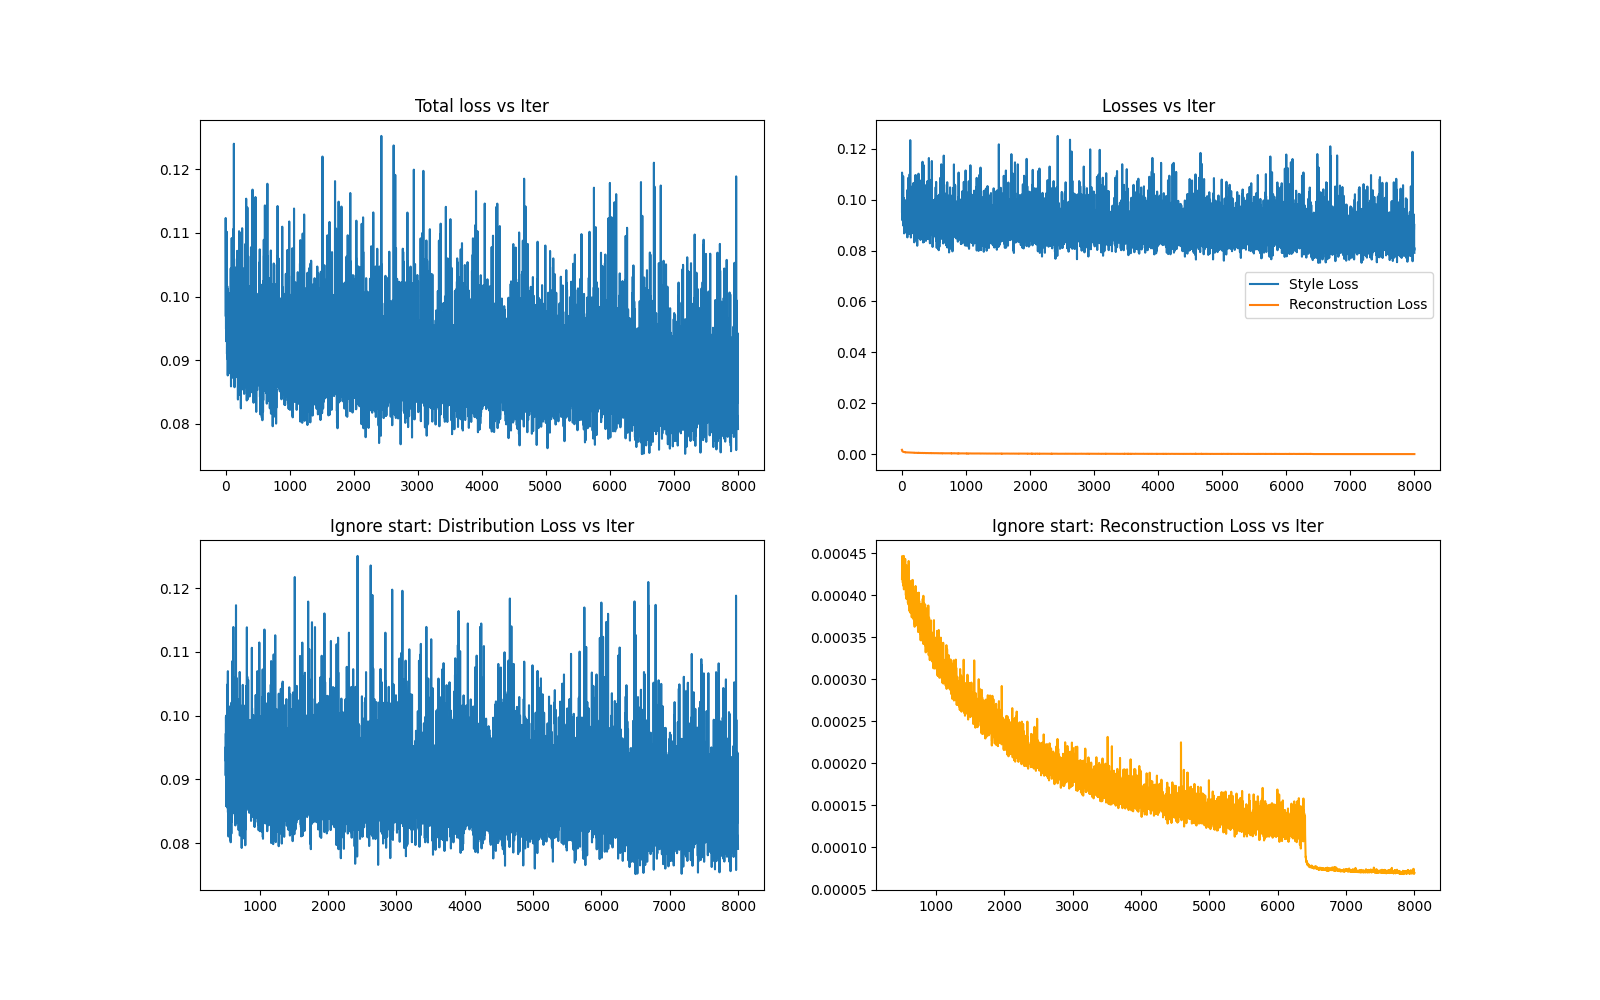 Total loss vs Iter
0.12
0.11
0.10
0.09
0.08
0 1000 2000 3000 4000 5000 6000 7000 8000
Losses vs Iter
0.12
0.10
0.08
0.06
0.04
0.02
0.00
Style Loss
Reconstruction Loss
0 1000 2000 3000 4000 5000 6000 7000 8000
Ignore start: Distribution Loss vs Iter
0.12
0.11
0.10
0.09
0.08
1000 2000 3000 4000 5000 6000 7000 8000
Ignore start: Reconstruction Loss vs Iter
0.00045
0.00040
0.00035
0.00030
0.00025
0.00020
0.00015
0.00010
0.00005
1000 2000 3000 4000 5000 6000 7000 8000